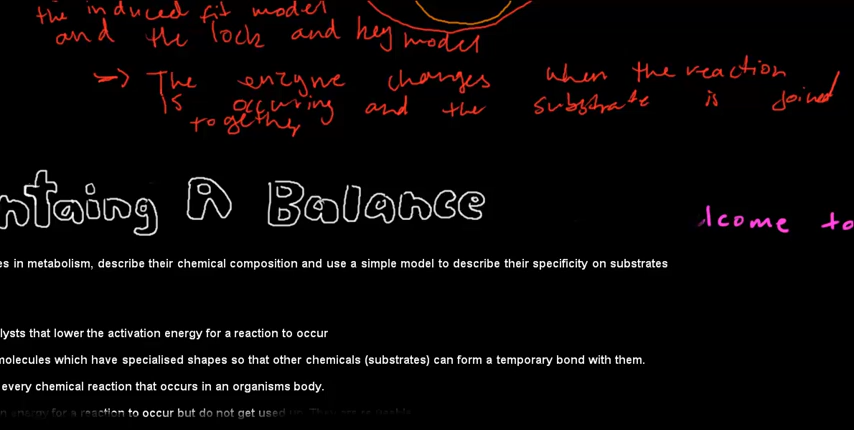 the induced fit model
and the lock and key model
-> The enzyme changes when the reaction
is occuring and the substrate is joined
together
ntaing A Balance
lcome to
es in metabolism, describe their chemical composition and use a simple model to describe their specificity on substrates
lysts that lower the activation energy for a reaction to occur
molecules which have specialised shapes so that other chemicals (substrates) can form a temporary bond with them.
every chemical reaction that occurs in an organisms body.
n energy for a reaction to occur but do not get used up. They are reusable